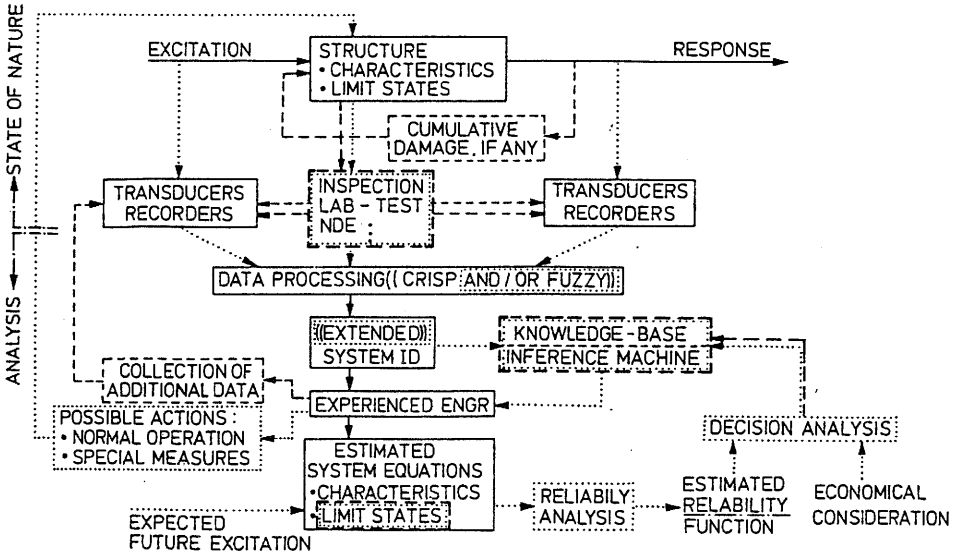 STATE OF NATURE
ANALYSIS
EXCITATION
STRUCTURE
• CHARACTERISTICS
• LIMIT STATES
RESPONSE
CUMULATIVE
DAMAGE, IF ANY
TRANSDUCERS
RECORDERS
INSPECTION
LAB - TEST
NDE :
TRANSDUCERS
RECORDERS
DATA PROCESSING((CRISP AND/OR FUZZY))
((EXTENDED))
SYSTEM ID
KNOWLEDGE-BASE
INFERENCE MACHINE
COLLECTION OF
ADDITIONAL DATA
EXPERIENCED ENGR
POSSIBLE ACTIONS :
• NORMAL OPERATION
• SPECIAL MEASURES
DECISION ANALYSIS
ESTIMATED
SYSTEM EQUATIONS
• CHARACTERISTICS
• LIMIT STATES
RELIABILY
ANALYSIS
ESTIMATED
RELABILITY
FUNCTION
ECONOMICAL
CONSIDERATION
EXPECTED
FUTURE EXCITATION